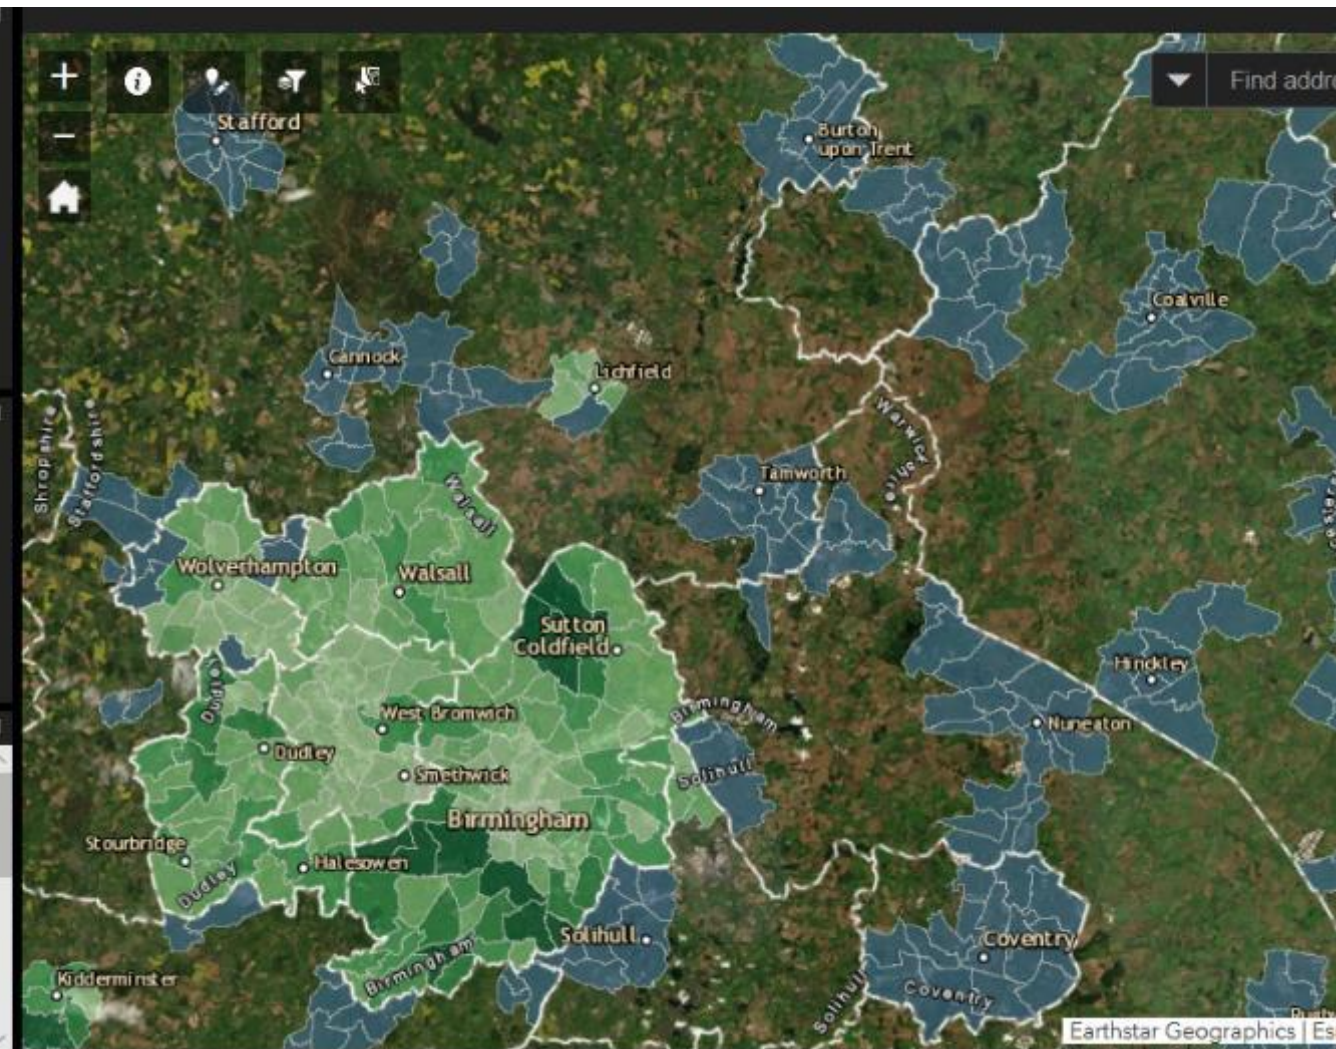 Find addre
Stafford
Burton
upon Trent
Coalville
Cannock
Lichfield
Shropshire
Staffordshire
Warwick
Tamworth
Walsall
Wolverhampton
Walsall
Sutton
Coldfield
Hinckley
Dudley
West Bromwich
Birmingham
Nuneaton
Dudley
Smethwick
Solihull
Birmingham
Stourbridge
Halesowen
Dudley
Solihull
Coventry
Birmingham
Kidderminster
Coventry
Solihull
Earthstar Geographics | Es